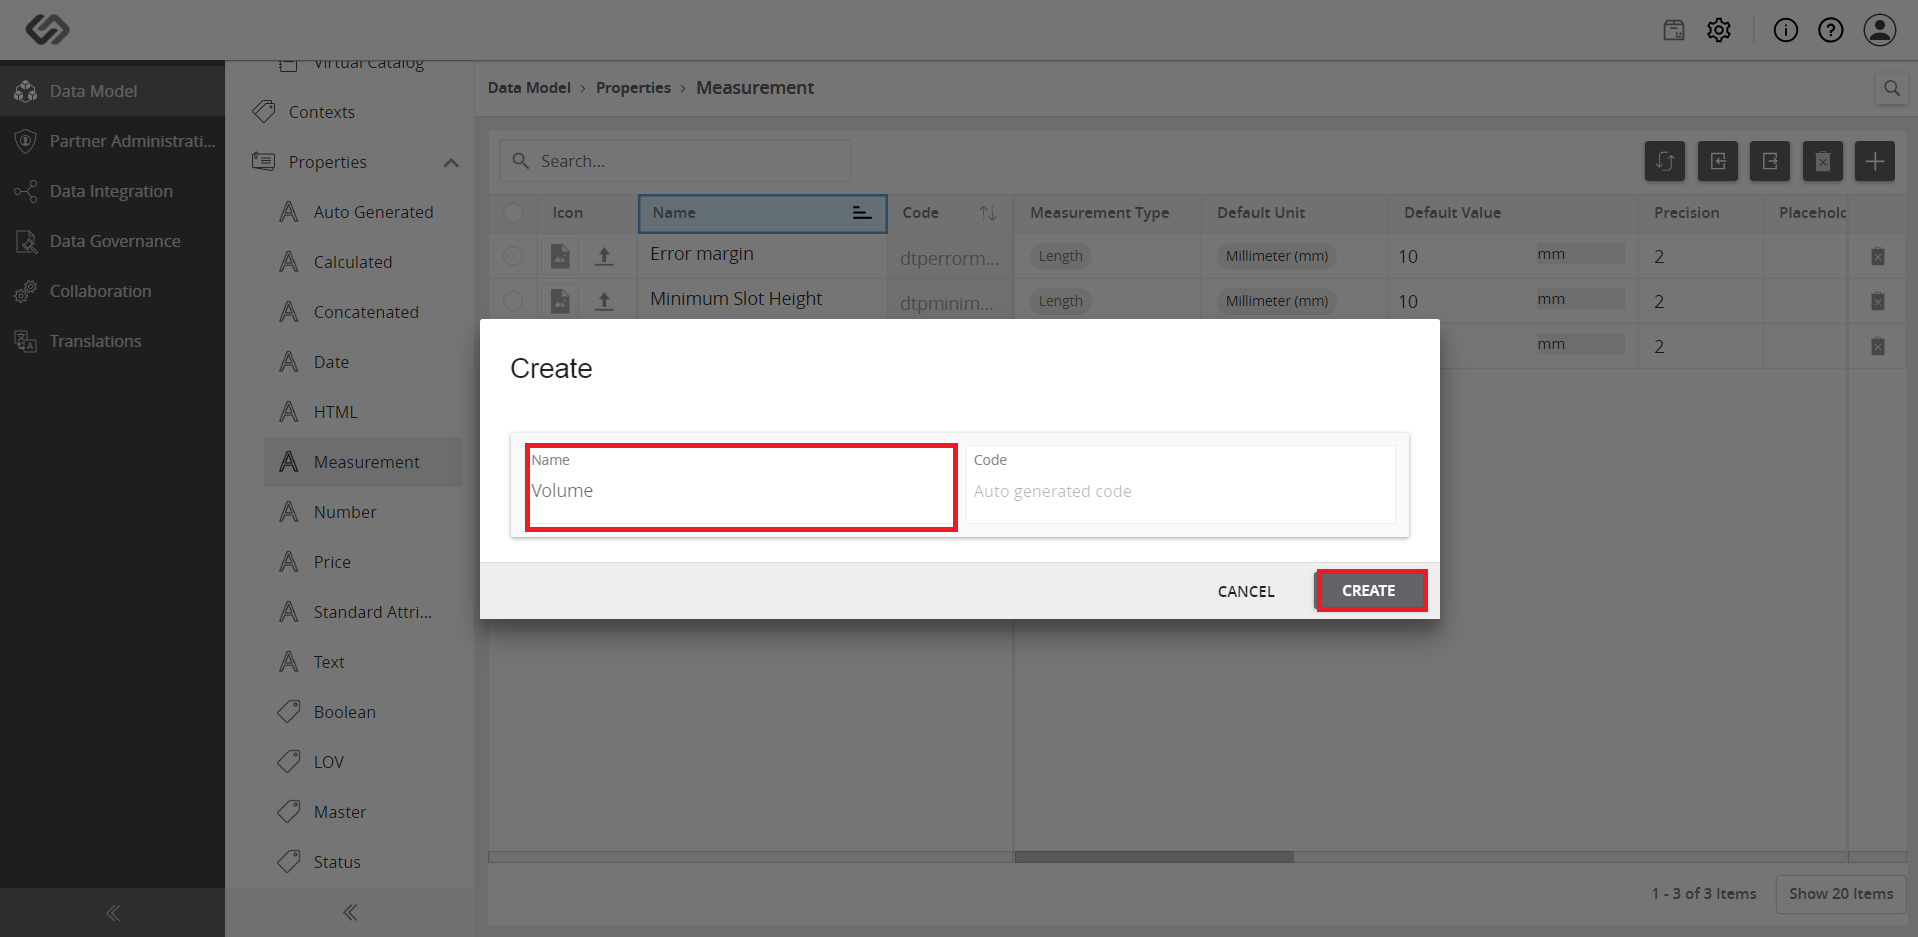 Data Model
Partner Administrati...
Data Integration
Data Governance
Collaboration
Translations
Virtual Catalog
Contexts
Properties
Auto Generated
Calculated
Concatenated
Date
HTML
Measurement
Number
Price
Standard Attri...
Text
Boolean
LOV
Master
Status
Data Model › Properties › Measurement
Search...
Icon Name Code Measurement Type Default Unit Default Value Precision Placehold
Error margin dtperrorm... Length Millimeter (mm) 10 mm 2
Minimum Slot Height dtpminim... Length Millimeter (mm) 10 mm 2
mm 2
Create
Name
Volume
Code
Auto generated code
CANCEL CREATE
1 - 3 of 3 Items Show 20 Items